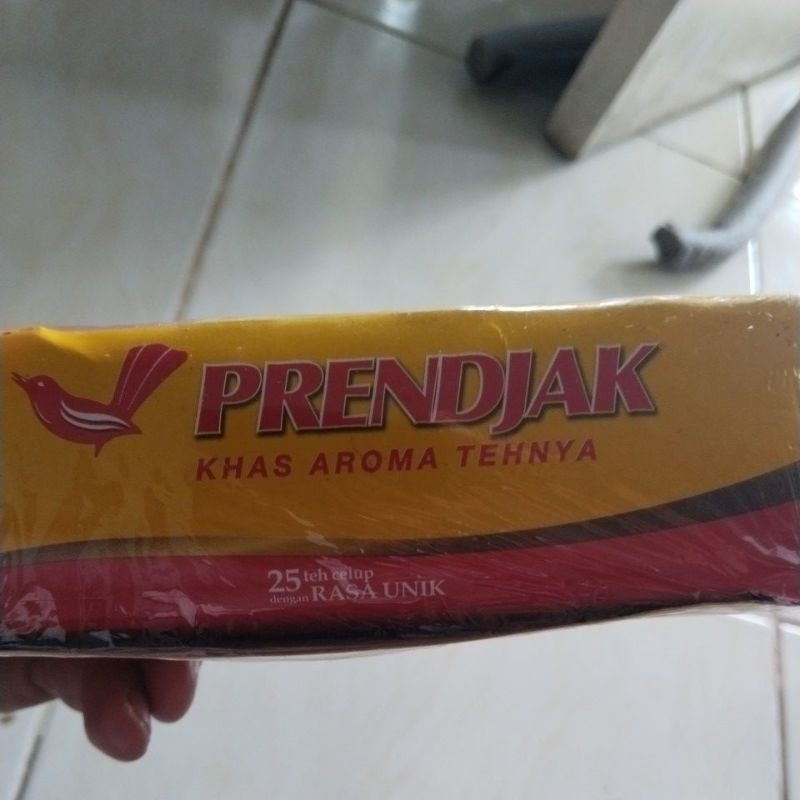 PRENDJAK
KHAS AROMA TEHNYA
25 teh celup
dengan RASA UNIK